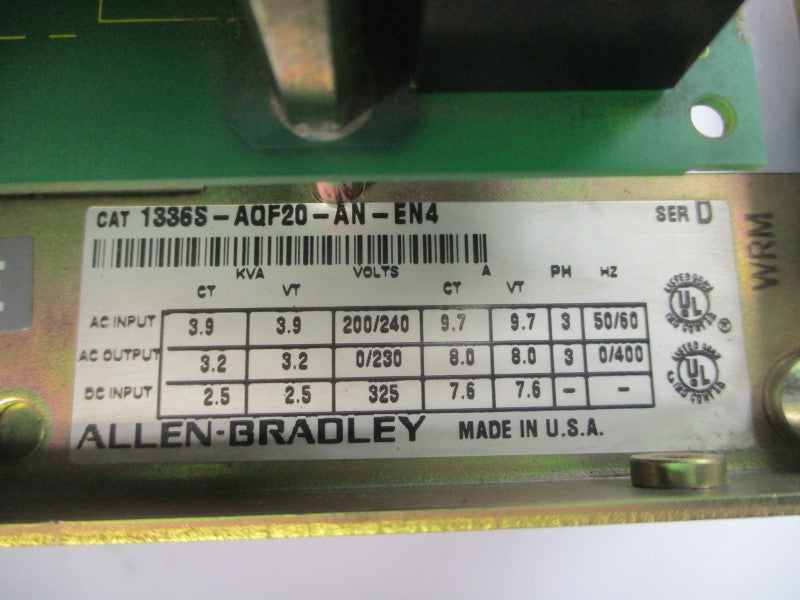 CAT 1336S-AQF20-AN-EN4 SER D
KVA VOLTS A PH HZ
CT VT CT VT
AC INPUT 3.9 3.9 200/240 9.7 9.7 3 50/60
AC OUTPUT 3.2 3.2 0/230 8.0 8.0 3 0/400
DC INPUT 2.5 2.5 325 7.6 7.6 - -
ALLEN-BRADLEY MADE IN U.S.A.
WRM
UL
UL